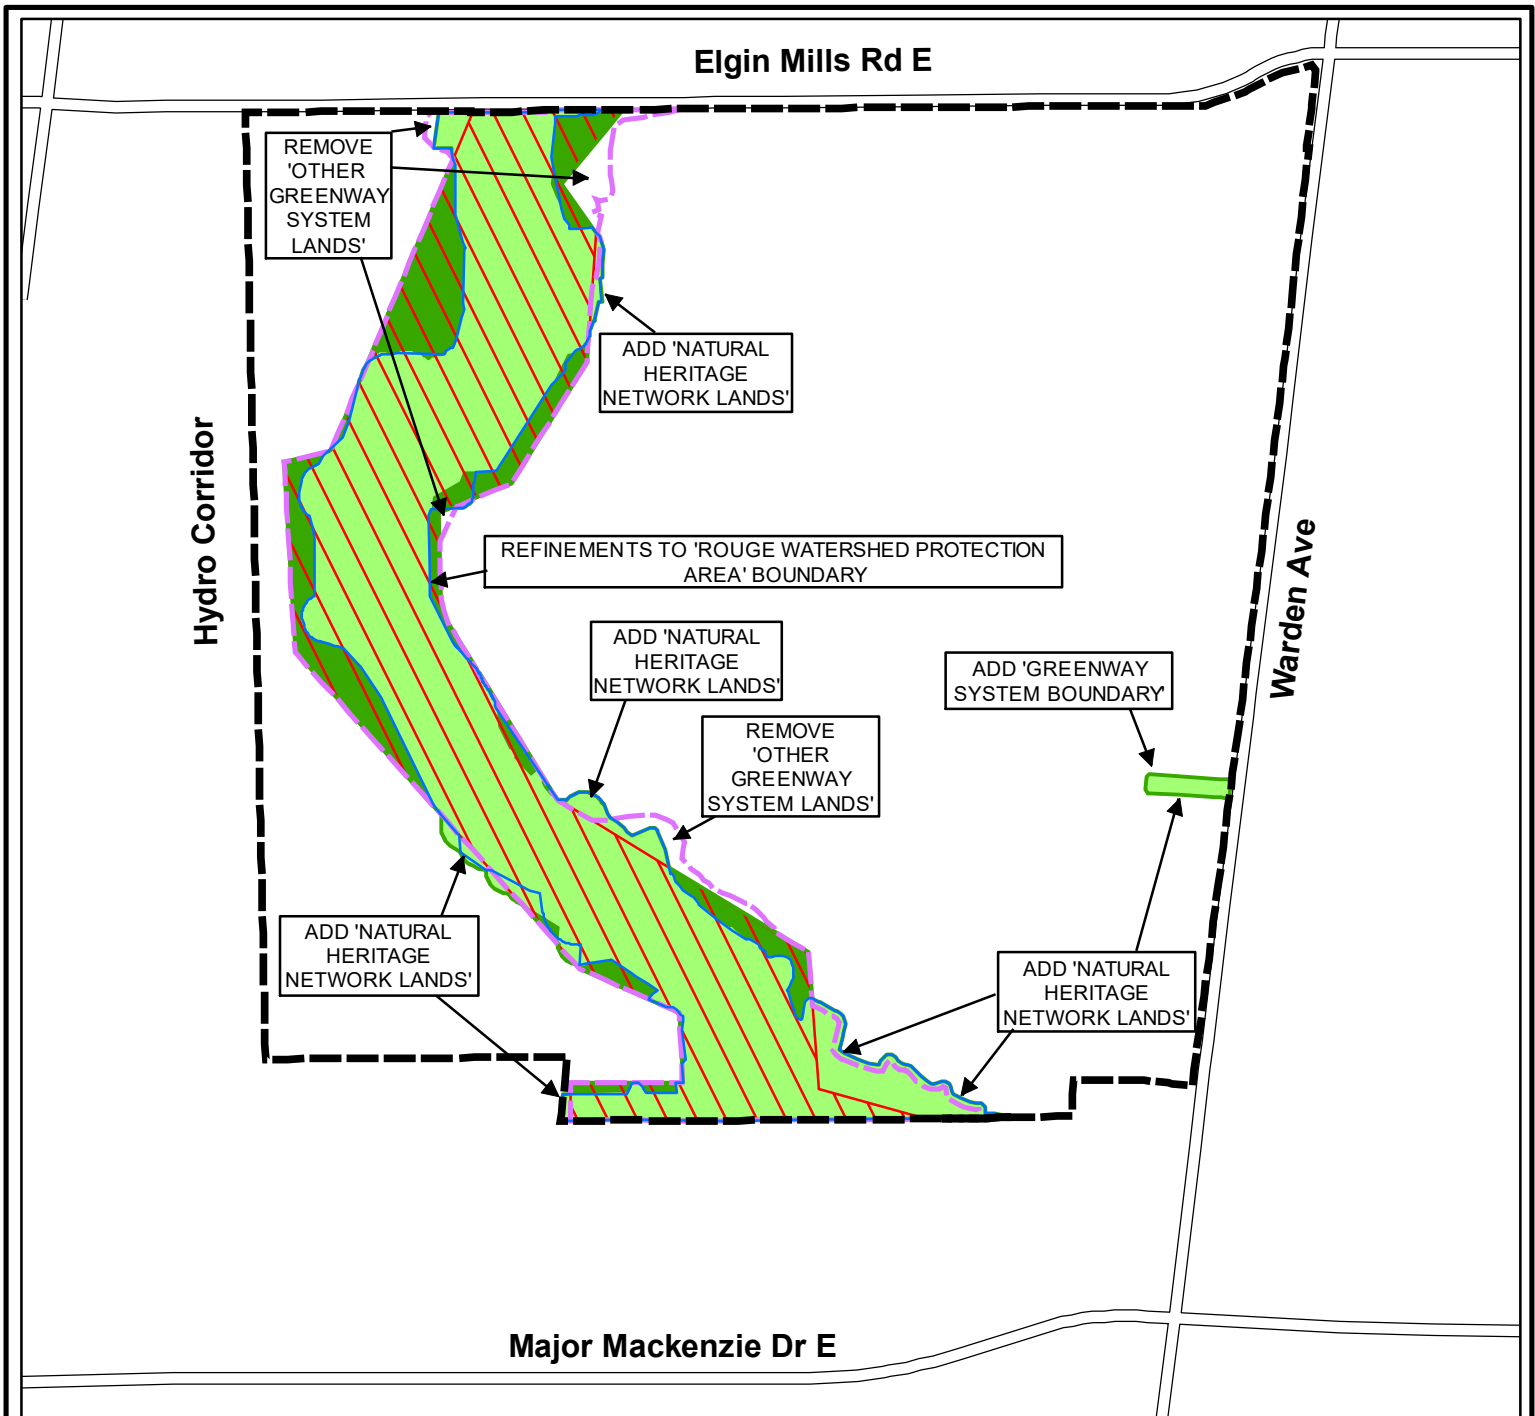 Elgin Mills Rd E
REMOVE
'OTHER
GREENWAY
SYSTEM
LANDS'
ADD 'NATURAL
HERITAGE
NETWORK LANDS'
Hydro Corridor
REFINEMENTS TO 'ROUGE WATERSHED PROTECTION
AREA' BOUNDARY
Warden Ave
ADD 'NATURAL
HERITAGE
NETWORK LANDS'
ADD 'GREENWAY
SYSTEM BOUNDARY'
REMOVE
'OTHER
GREENWAY
SYSTEM LANDS'
ADD 'NATURAL
HERITAGE
NETWORK LANDS'
ADD 'NATURAL
HERITAGE
NETWORK LANDS'
Major Mackenzie Dr E